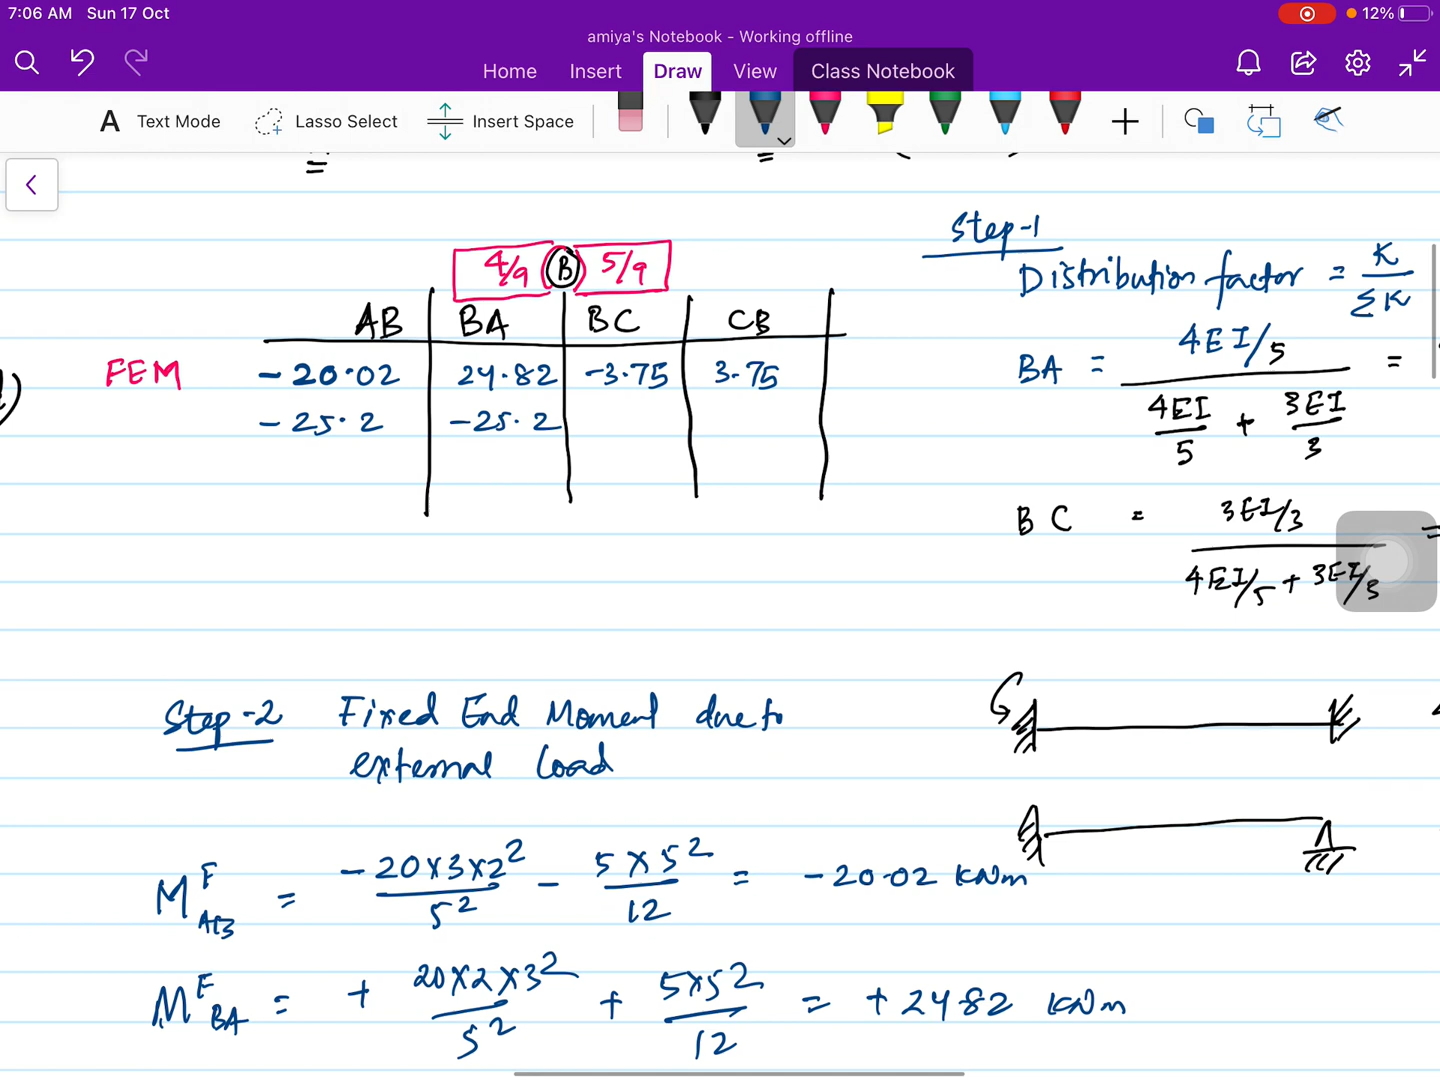 7:06 AM Sun 17 Oct
12%
amiya's Notebook - Working offline
Home Insert Draw View Class Notebook
Text Mode Lasso Select Insert Space
Step-1
Distribution factor = K / ΣK
4/9 B 5/9
AB BA BC CB
FEM -20.02 24.82 -3.75 3.75
-25.2 -25.2
BA = 4EI/5 / 4EI/5 + 3EI/3 =
BC = 3EI/3 / 4EI/5 + 3EI/3 =
Step-2 Fixed End Moment due to
external load
M^F_AB = -20×3×2²/5² - 5×5²/12 = -20.02 kNm
M^F_BA = + 20×2×3²/5² + 5×5²/12 = +24.82 kNm